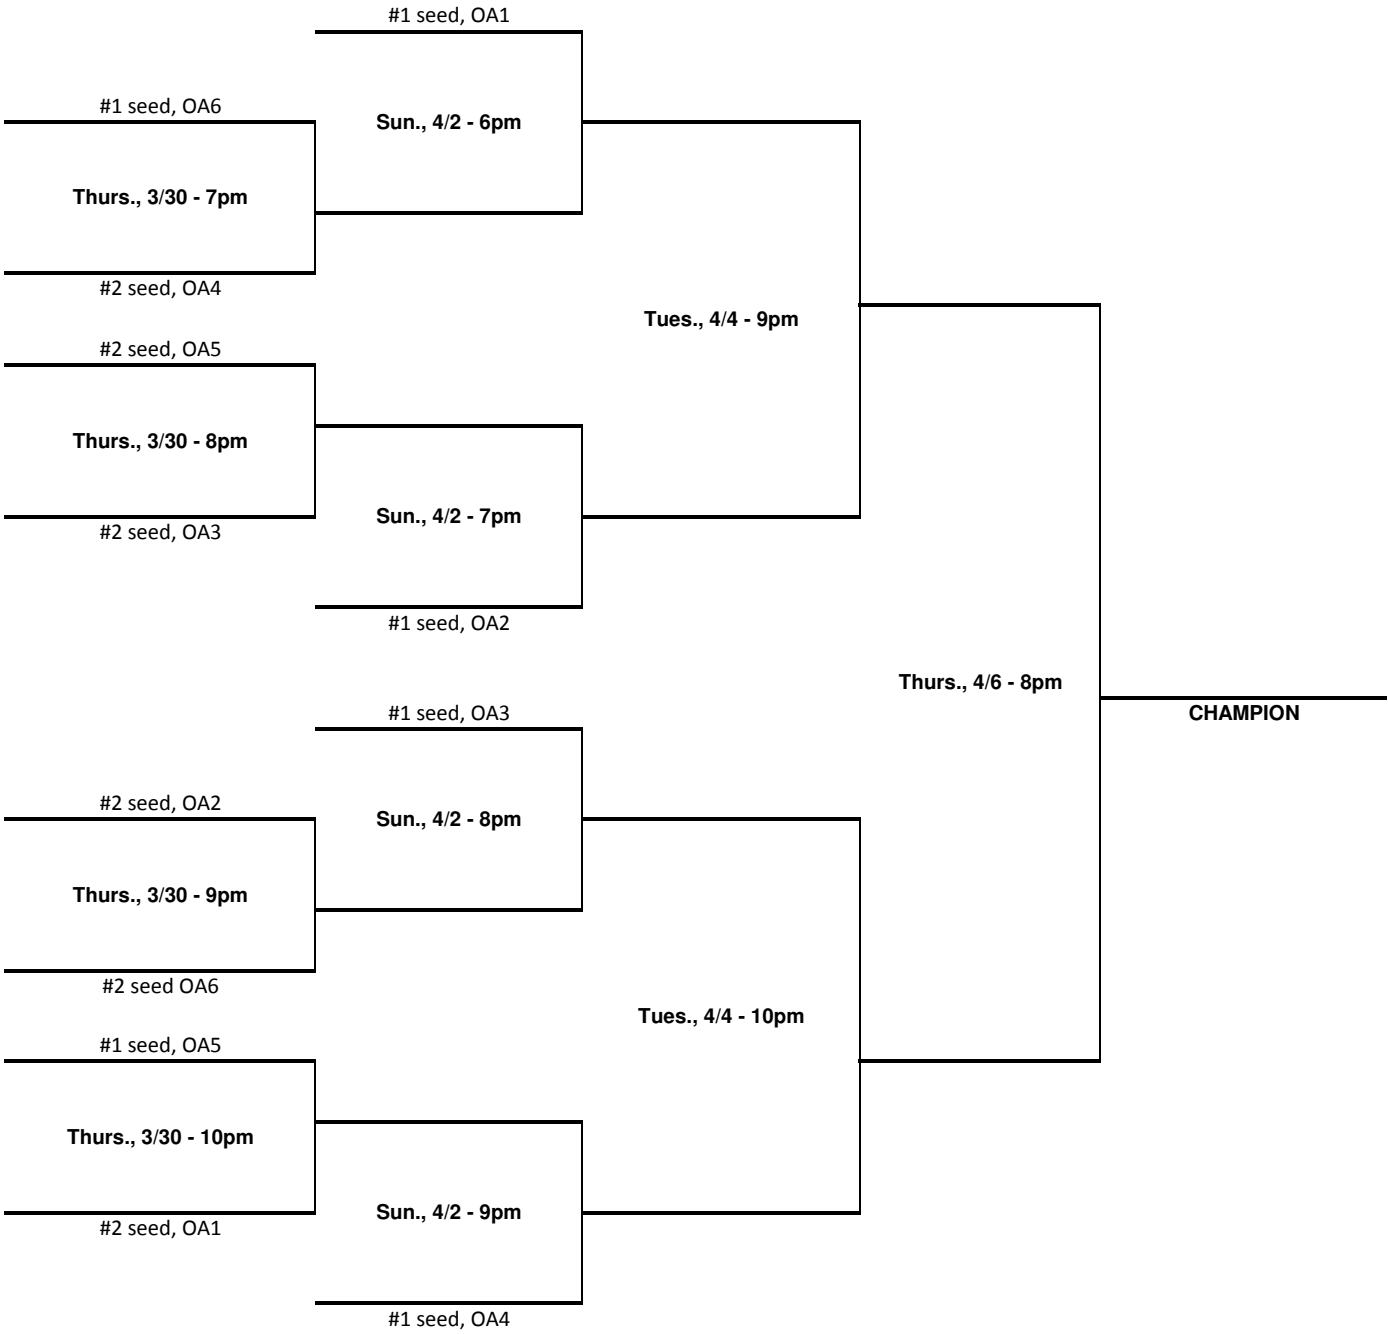 #1 seed, OA1
#1 seed, OA6
Sun., 4/2 - 6pm
Thurs., 3/30 - 7pm
#2 seed, OA4
Tues., 4/4 - 9pm
#2 seed, OA5
Thurs., 3/30 - 8pm
Sun., 4/2 - 7pm
#2 seed, OA3
#1 seed, OA2
Thurs., 4/6 - 8pm
#1 seed, OA3
CHAMPION
#2 seed, OA2
Sun., 4/2 - 8pm
Thurs., 3/30 - 9pm
#2 seed OA6
Tues., 4/4 - 10pm
#1 seed, OA5
Thurs., 3/30 - 10pm
Sun., 4/2 - 9pm
#2 seed, OA1
#1 seed, OA4